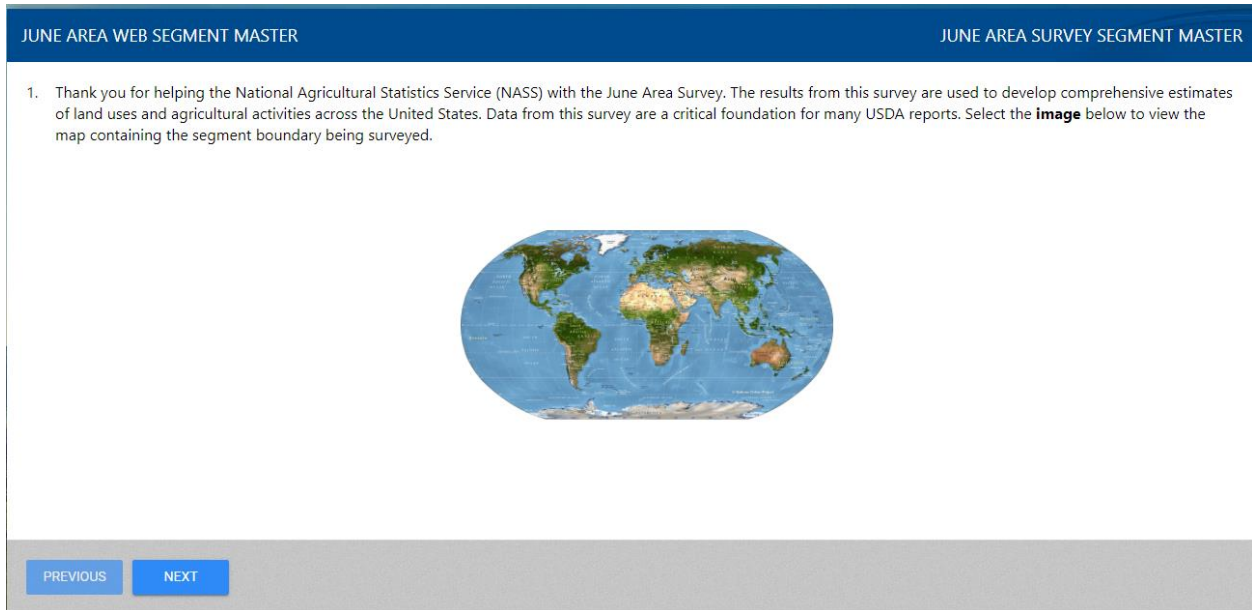 JUNE AREA WEB SEGMENT MASTER
JUNE AREA SURVEY SEGMENT MASTER
1. Thank you for helping the National Agricultural Statistics Service (NASS) with the June Area Survey. The results from this survey are used to develop comprehensive estimates
of land uses and agricultural activities across the United States. Data from this survey are a critical foundation for many USDA reports. Select the image below to view the
map containing the segment boundary being surveyed.
PREVIOUS
NEXT